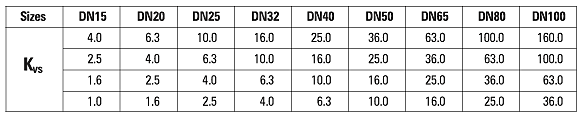 Sizes DN15 DN20 DN25 DN32 DN40 DN50 DN65 DN80 DN100
Kvs 4.0 6.3 10.0 16.0 25.0 36.0 63.0 100.0 160.0
2.5 4.0 6.3 10.0 16.0 25.0 36.0 63.0 100.0
1.6 2.5 4.0 6.3 10.0 16.0 25.0 36.0 63.0
1.0 1.6 2.5 4.0 6.3 10.0 16.0 25.0 36.0